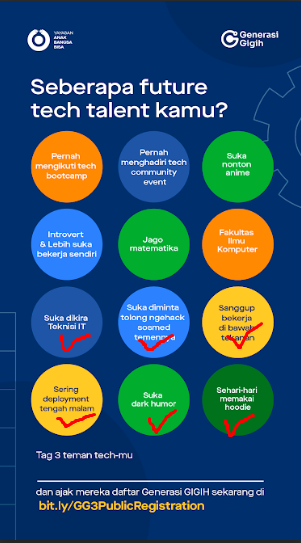 YAYASAN
ANAK
BANGSA
BISA
Generasi
Gigih
Seberapa future
tech talent kamu?
Pernah
mengikuti tech
bootcamp
Pernah
menghadiri tech
community
event
Suka
nonton
anime
Introvert
& Lebih suka
bekerja sendiri
Jago
matematika
Fakultas
Ilmu
Komputer
Suka dikira
Teknisi IT
Suka diminta
tolong ngehack
socmed
temennya
Sanggup
bekerja
di bawah
tekanan
Sering
deployment
tengah malam
Suka
dark humor
Sehari-hari
memakai
hoodie
Tag 3 teman tech-mu
dan ajak mereka daftar Generasi GIGIH sekarang di
bit.ly/GG3PublicRegistration